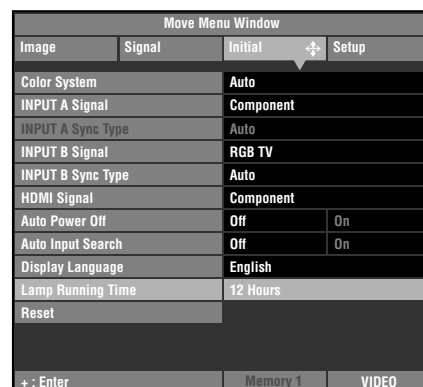 Move Menu Window
Image Signal Initial Setup
Color System Auto
INPUT A Signal Component
INPUT A Sync Type Auto
INPUT B Signal RGB TV
INPUT B Sync Type Auto
HDMI Signal Component
Auto Power Off Off On
Auto Input Search Off On
Display Language English
Lamp Running Time 12 Hours
Reset
+ : Enter Memory 1 VIDEO